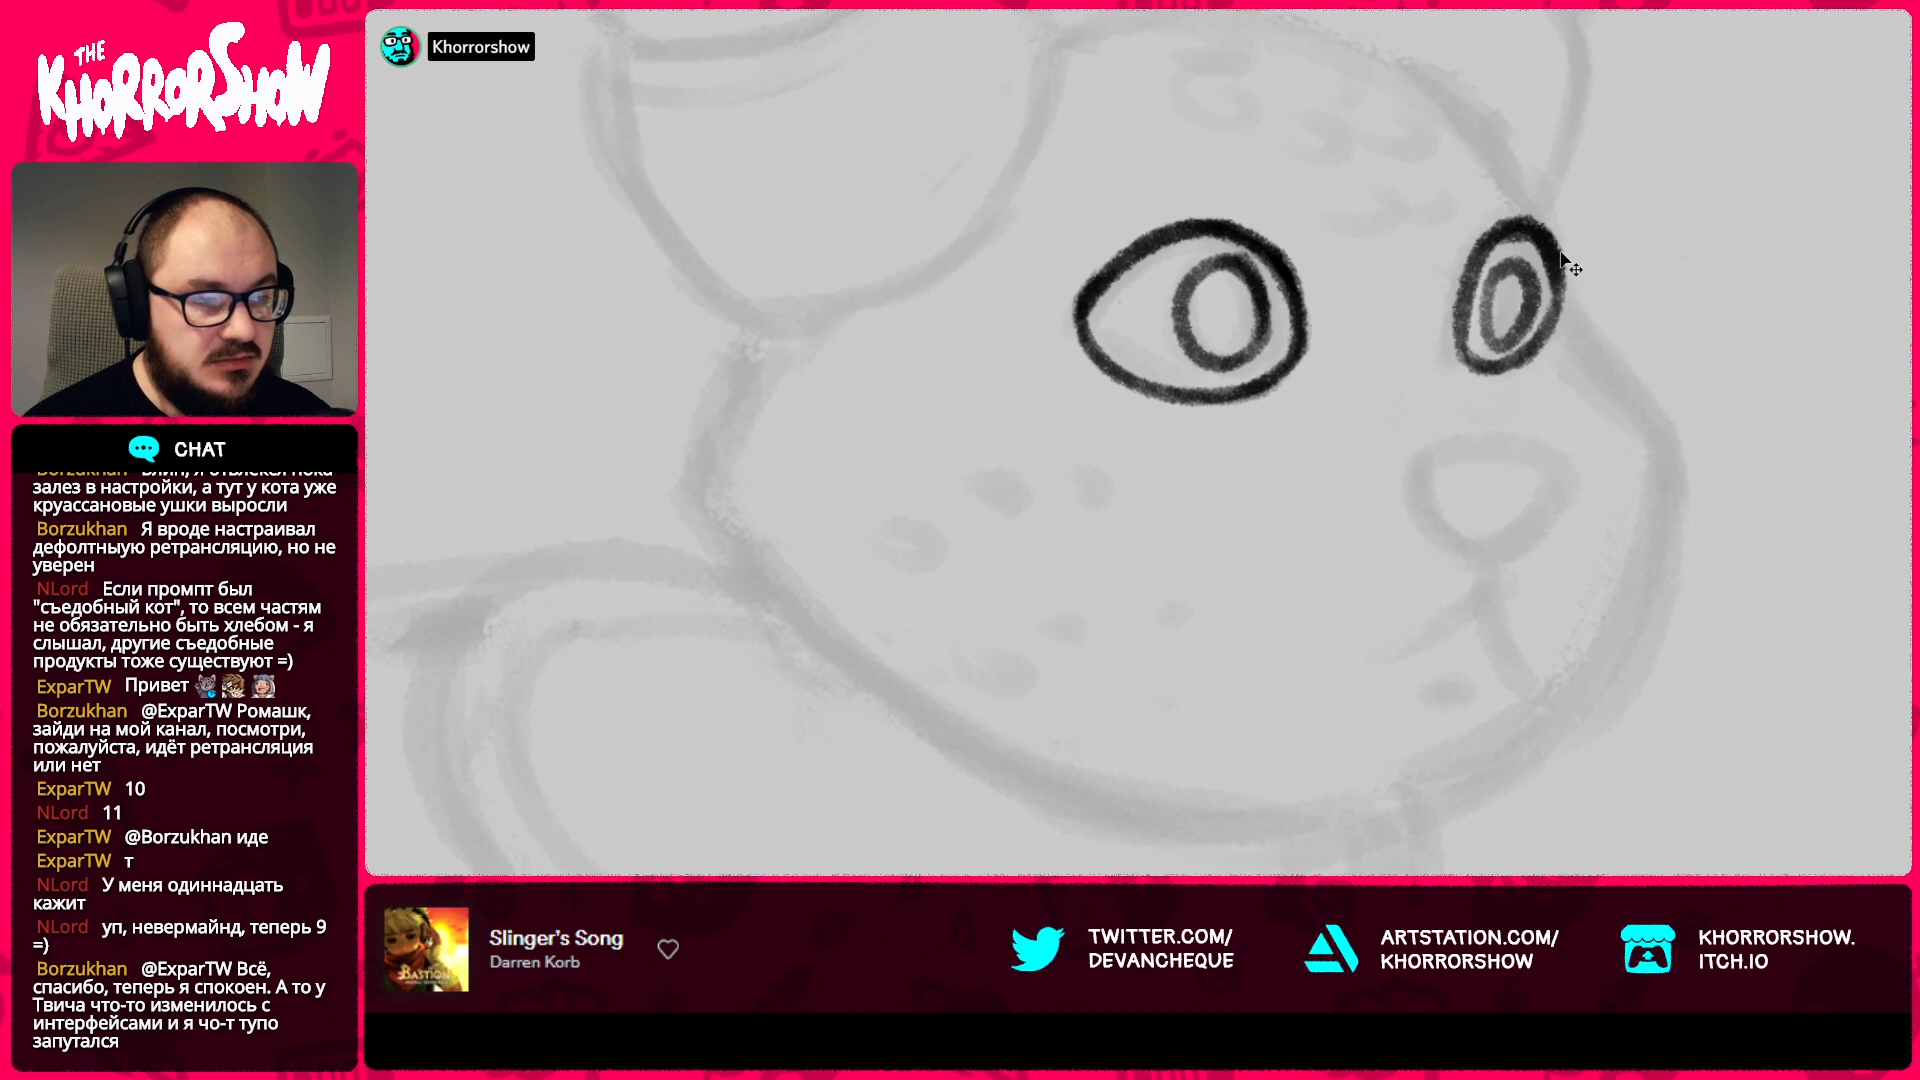 THE
KHORRORSHOW
Khorrorshow
CHAT
залез в настройки, а тут у кота уже
круассановые ушки выросли
Borzukhan Я вроде настраивал
дефолтныую ретрансляцию, но не
уверен
NLord Если промпт был
"съедобный кот", то всем частям
не обязательно быть хлебом - я
слышал, другие съедобные
продукты тоже существуют =)
ExparTW Привет
Borzukhan @ExparTW Ромашк,
зайди на мой канал, посмотри,
пожалуйста, идёт ретрансляция
или нет
ExparTW 10
NLord 11
ExparTW @Borzukhan иде
ExparTW т
NLord У меня одиннадцать
кажит
NLord уп, невермайнд, теперь 9
=)
Borzukhan @ExparTW Всё,
спасибо, теперь я спокоен. А то у
Твича что-то изменилось с
интерфейсами и я чо-т тупо
запутался
BASTION
Slinger's Song
Darren Korb
TWITTER.COM/
DEVANCHEQUE
ARTSTATION.COM/
KHORRORSHOW
KHORRORSHOW.
ITCH.IO